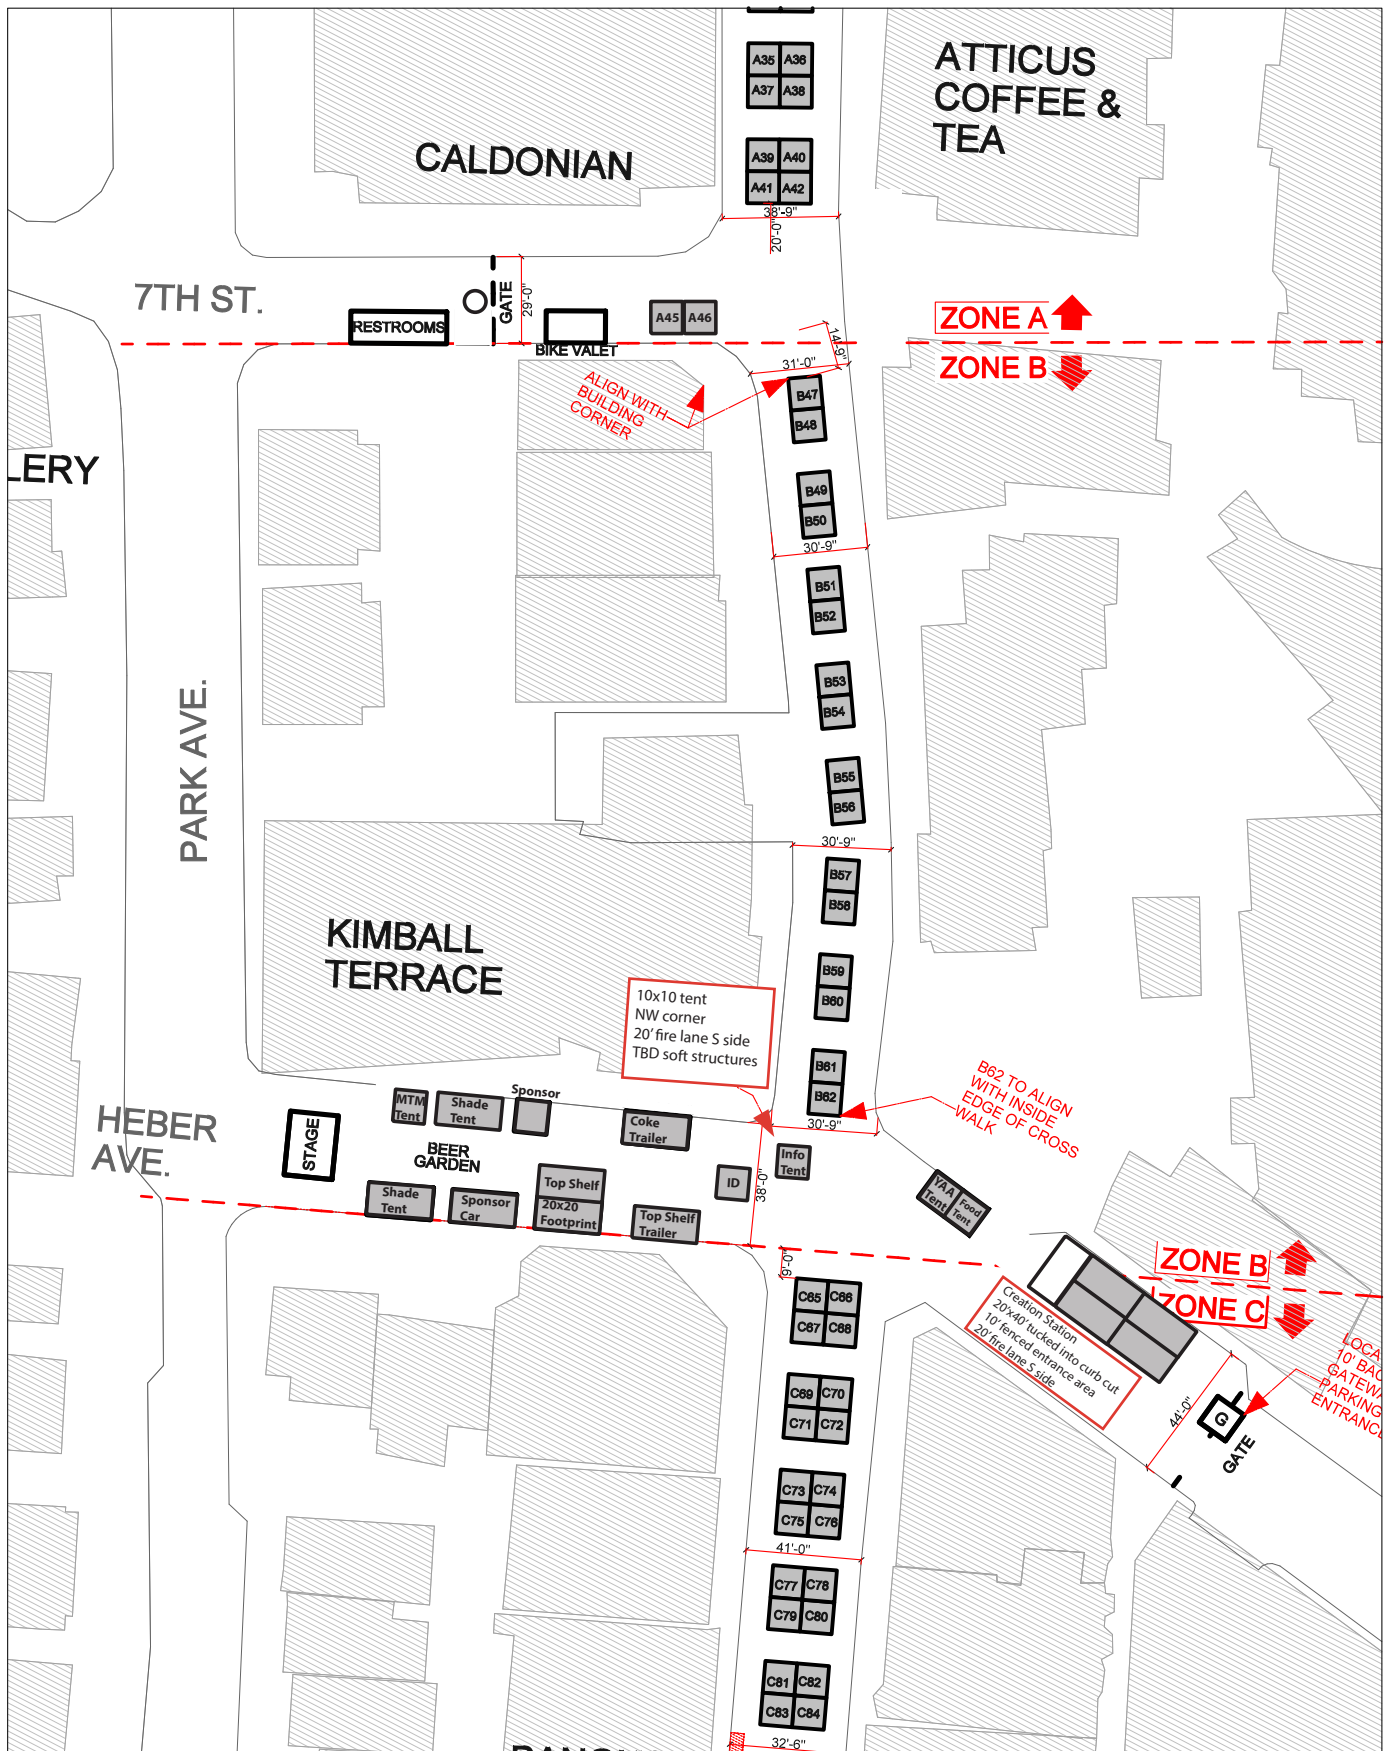 A35 A36
A37 A38
ATTICUS
COFFEE &
TEA
CALDONIAN
A39 A40
A41 A42
38'-9"
20'-0"
7TH ST.
RESTROOMS
GATE
29'-0"
BIKE VALET
A45 A46
ZONE A
ZONE B
14'-9"
31'-0"
ALIGN WITH
BUILDING
CORNER
B47
B48
LERY
B49
B50
30'-9"
B51
B52
PARK AVE.
B53
B54
B55
B56
30'-9"
B57
B58
KIMBALL
TERRACE
B59
B60
10x10 tent
NW corner
20' fire lane S side
TBD soft structures
B61
B62
30'-9"
B62 TO ALIGN
WITH INSIDE
EDGE OF CROSS
WALK
HEBER
AVE.
STAGE
MTM
Tent
Shade
Tent
Sponsor
Coke
Trailer
BEER
GARDEN
Info
Tent
ID
38'-0"
Shade
Tent
Sponsor
Car
Top Shelf
20x20
Footprint
Top Shelf
Trailer
YAA
Tent
Food
Tent
9'-0"
ZONE B
ZONE C
Creation Station
20'x40' tucked into curb cut
10' fenced entrance area
20' fire lane S side
C65 C66
C67 C68
LOCA
10' BAC
GATEWA
PARKING
ENTRANCE
44'-0"
G
GATE
C69 C70
C71 C72
C73 C74
C75 C76
41'-0"
C77 C78
C79 C80
C81 C82
C83 C84
32'-6"